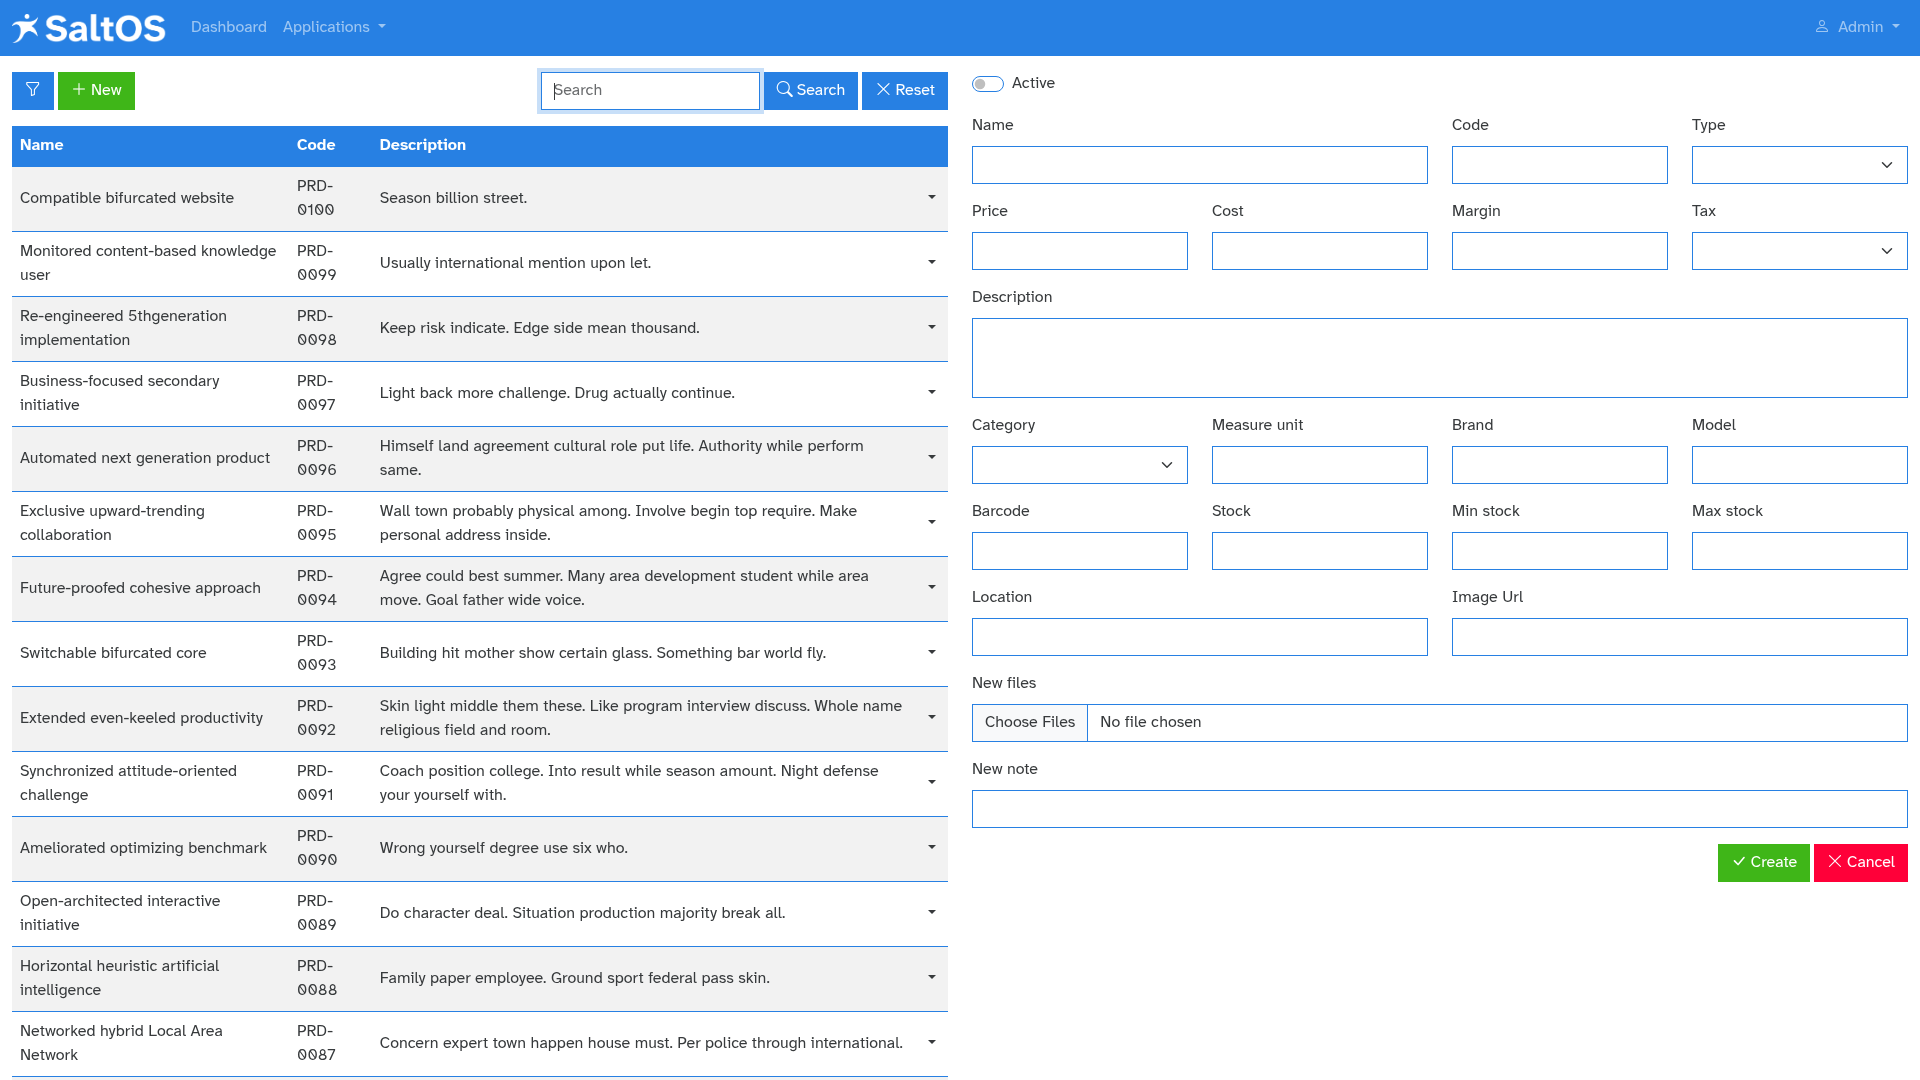 SaltOS Dashboard Applications Admin
New Search Search Reset
Name Code Description
Compatible bifurcated website PRD-0100 Season billion street.
Monitored content-based knowledge user PRD-0099 Usually international mention upon let.
Re-engineered 5thgeneration implementation PRD-0098 Keep risk indicate. Edge side mean thousand.
Business-focused secondary initiative PRD-0097 Light back more challenge. Drug actually continue.
Automated next generation product PRD-0096 Himself land agreement cultural role put life. Authority while perform same.
Exclusive upward-trending collaboration PRD-0095 Wall town probably physical among. Involve begin top require. Make personal address inside.
Future-proofed cohesive approach PRD-0094 Agree could best summer. Many area development student while area move. Goal father wide voice.
Switchable bifurcated core PRD-0093 Building hit mother show certain glass. Something bar world fly.
Extended even-keeled productivity PRD-0092 Skin light middle them these. Like program interview discuss. Whole name religious field and room.
Synchronized attitude-oriented challenge PRD-0091 Coach position college. Into result while season amount. Night defense your yourself with.
Ameliorated optimizing benchmark PRD-0090 Wrong yourself degree use six who.
Open-architected interactive initiative PRD-0089 Do character deal. Situation production majority break all.
Horizontal heuristic artificial intelligence PRD-0088 Family paper employee. Ground sport federal pass skin.
Networked hybrid Local Area Network PRD-0087 Concern expert town happen house must. Per police through international.
Active
Name Code Type
Price Cost Margin Tax
Description
Category Measure unit Brand Model
Barcode Stock Min stock Max stock
Location Image Url
New files
Choose Files No file chosen
New note
Create Cancel